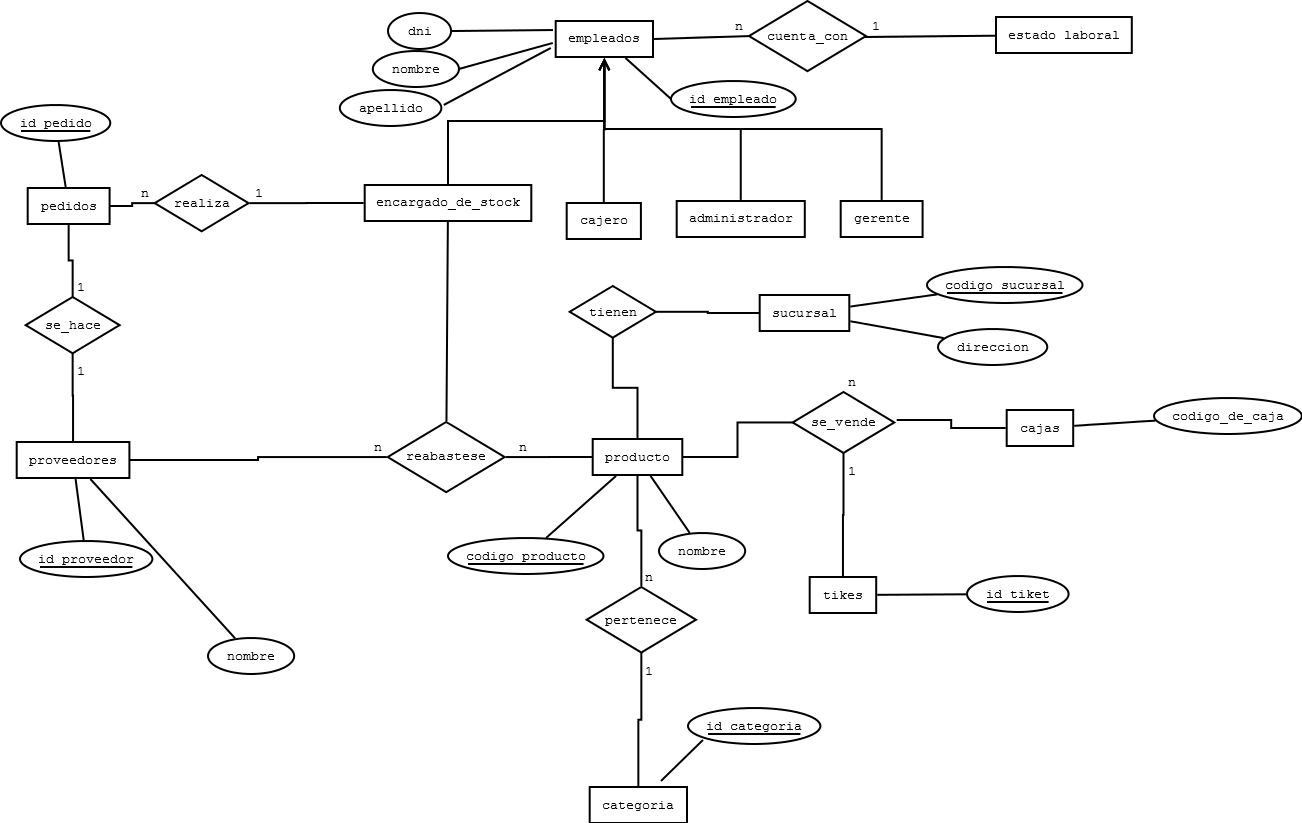 dni
empleados
n
cuenta_con
1
estado laboral
nombre
apellido
id empleado
id pedido
pedidos
n
realiza
1
encargado_de_stock
cajero
administrador
gerente
1
se_hace
1
tienen
sucursal
codigo sucursal
direccion
n
se_vende
cajas
codigo_de_caja
1
proveedores
n
reabastese
n
producto
id proveedor
nombre
codigo producto
nombre
n
pertenece
1
tikes
id tiket
id categoria
categoria